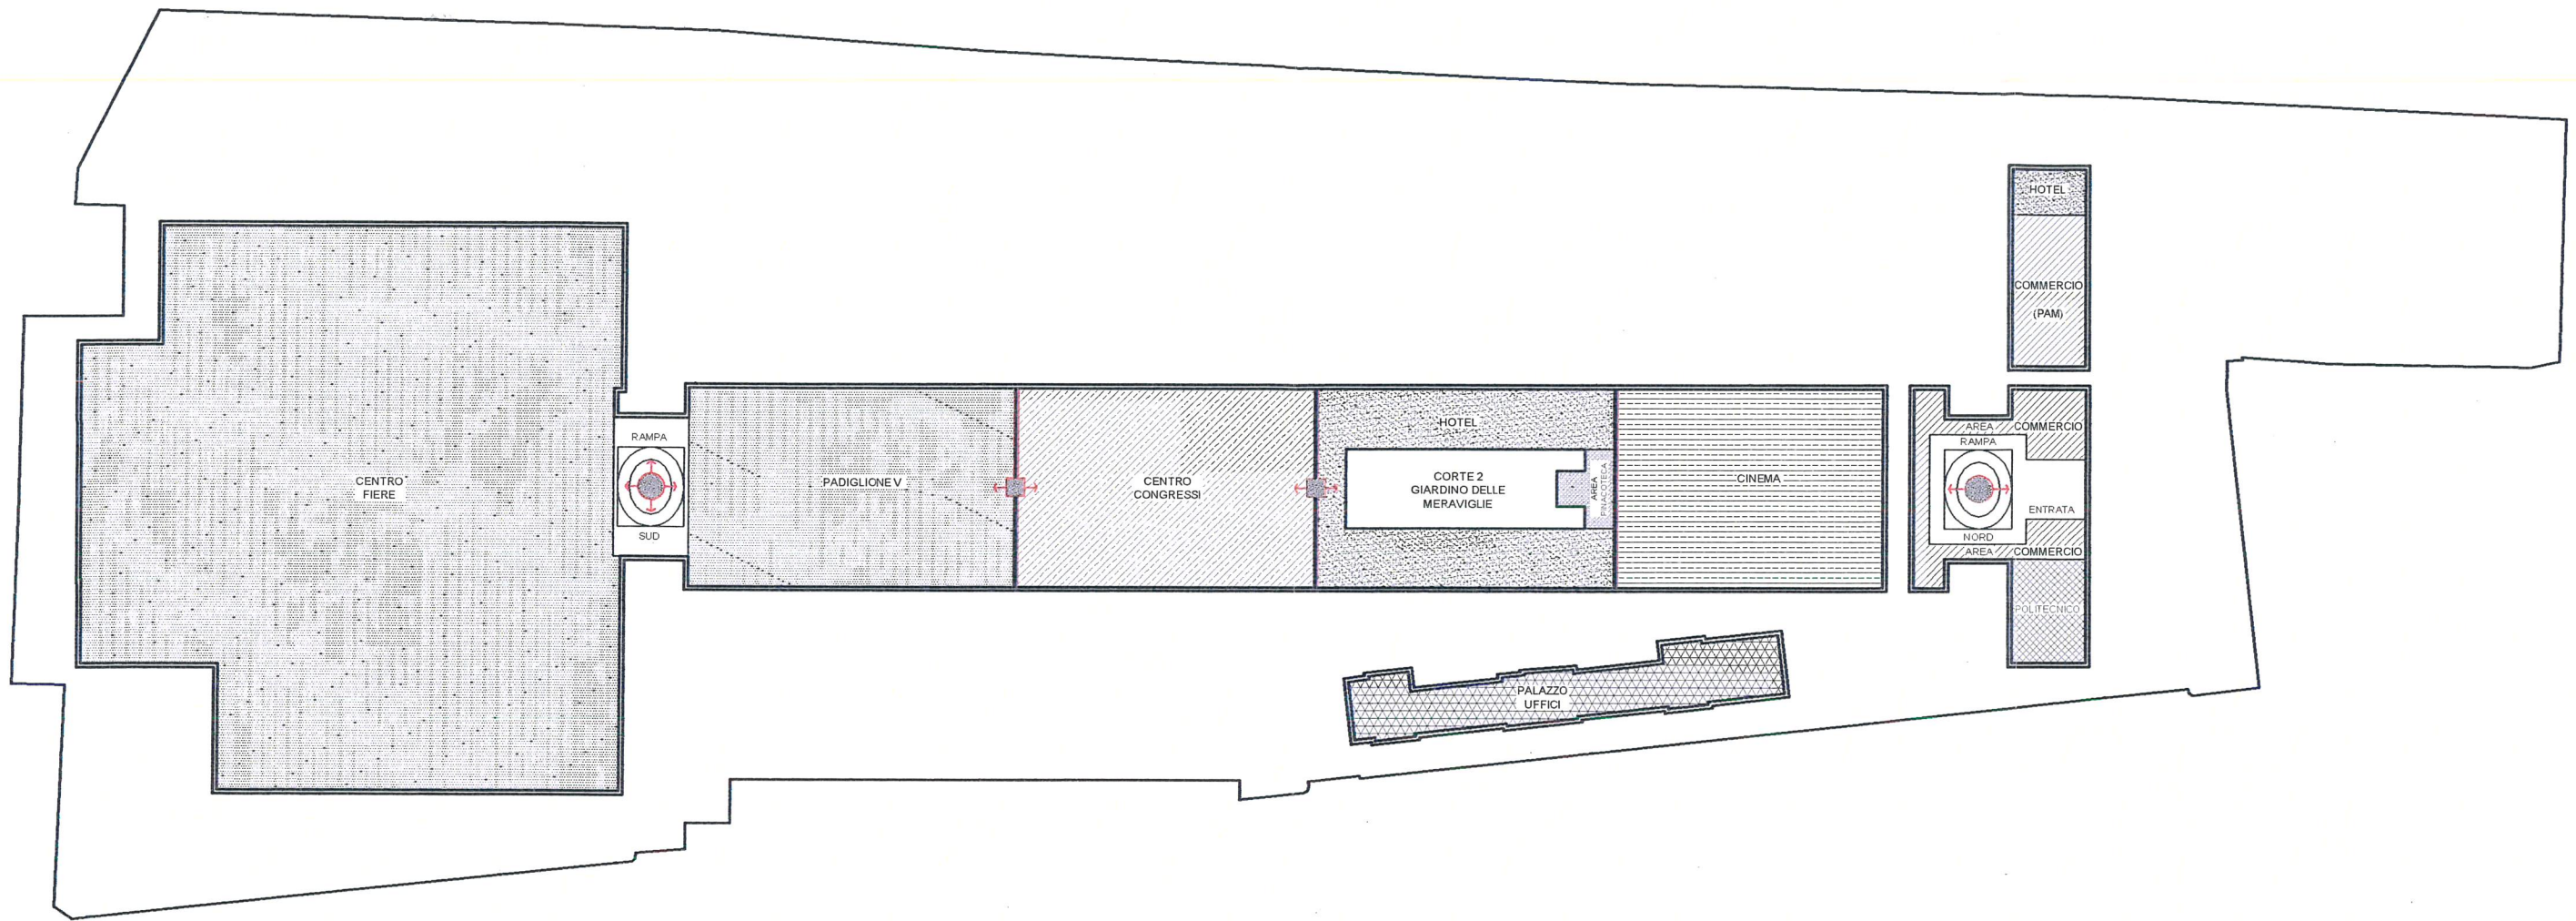 HOTEL
COMMERCIO
(PAM)
CENTRO
FIERE
RAMPA
SUD
PADIGLIONE V
CENTRO
CONGRESSI
HOTEL
CORTE 2
GIARDINO DELLE
MERAVIGLIE
AREA
PINACOTECA
CINEMA
AREA COMMERCIO
RAMPA
ENTRATA
NORD
AREA COMMERCIO
POLITECNICO
PALAZZO
UFFICI